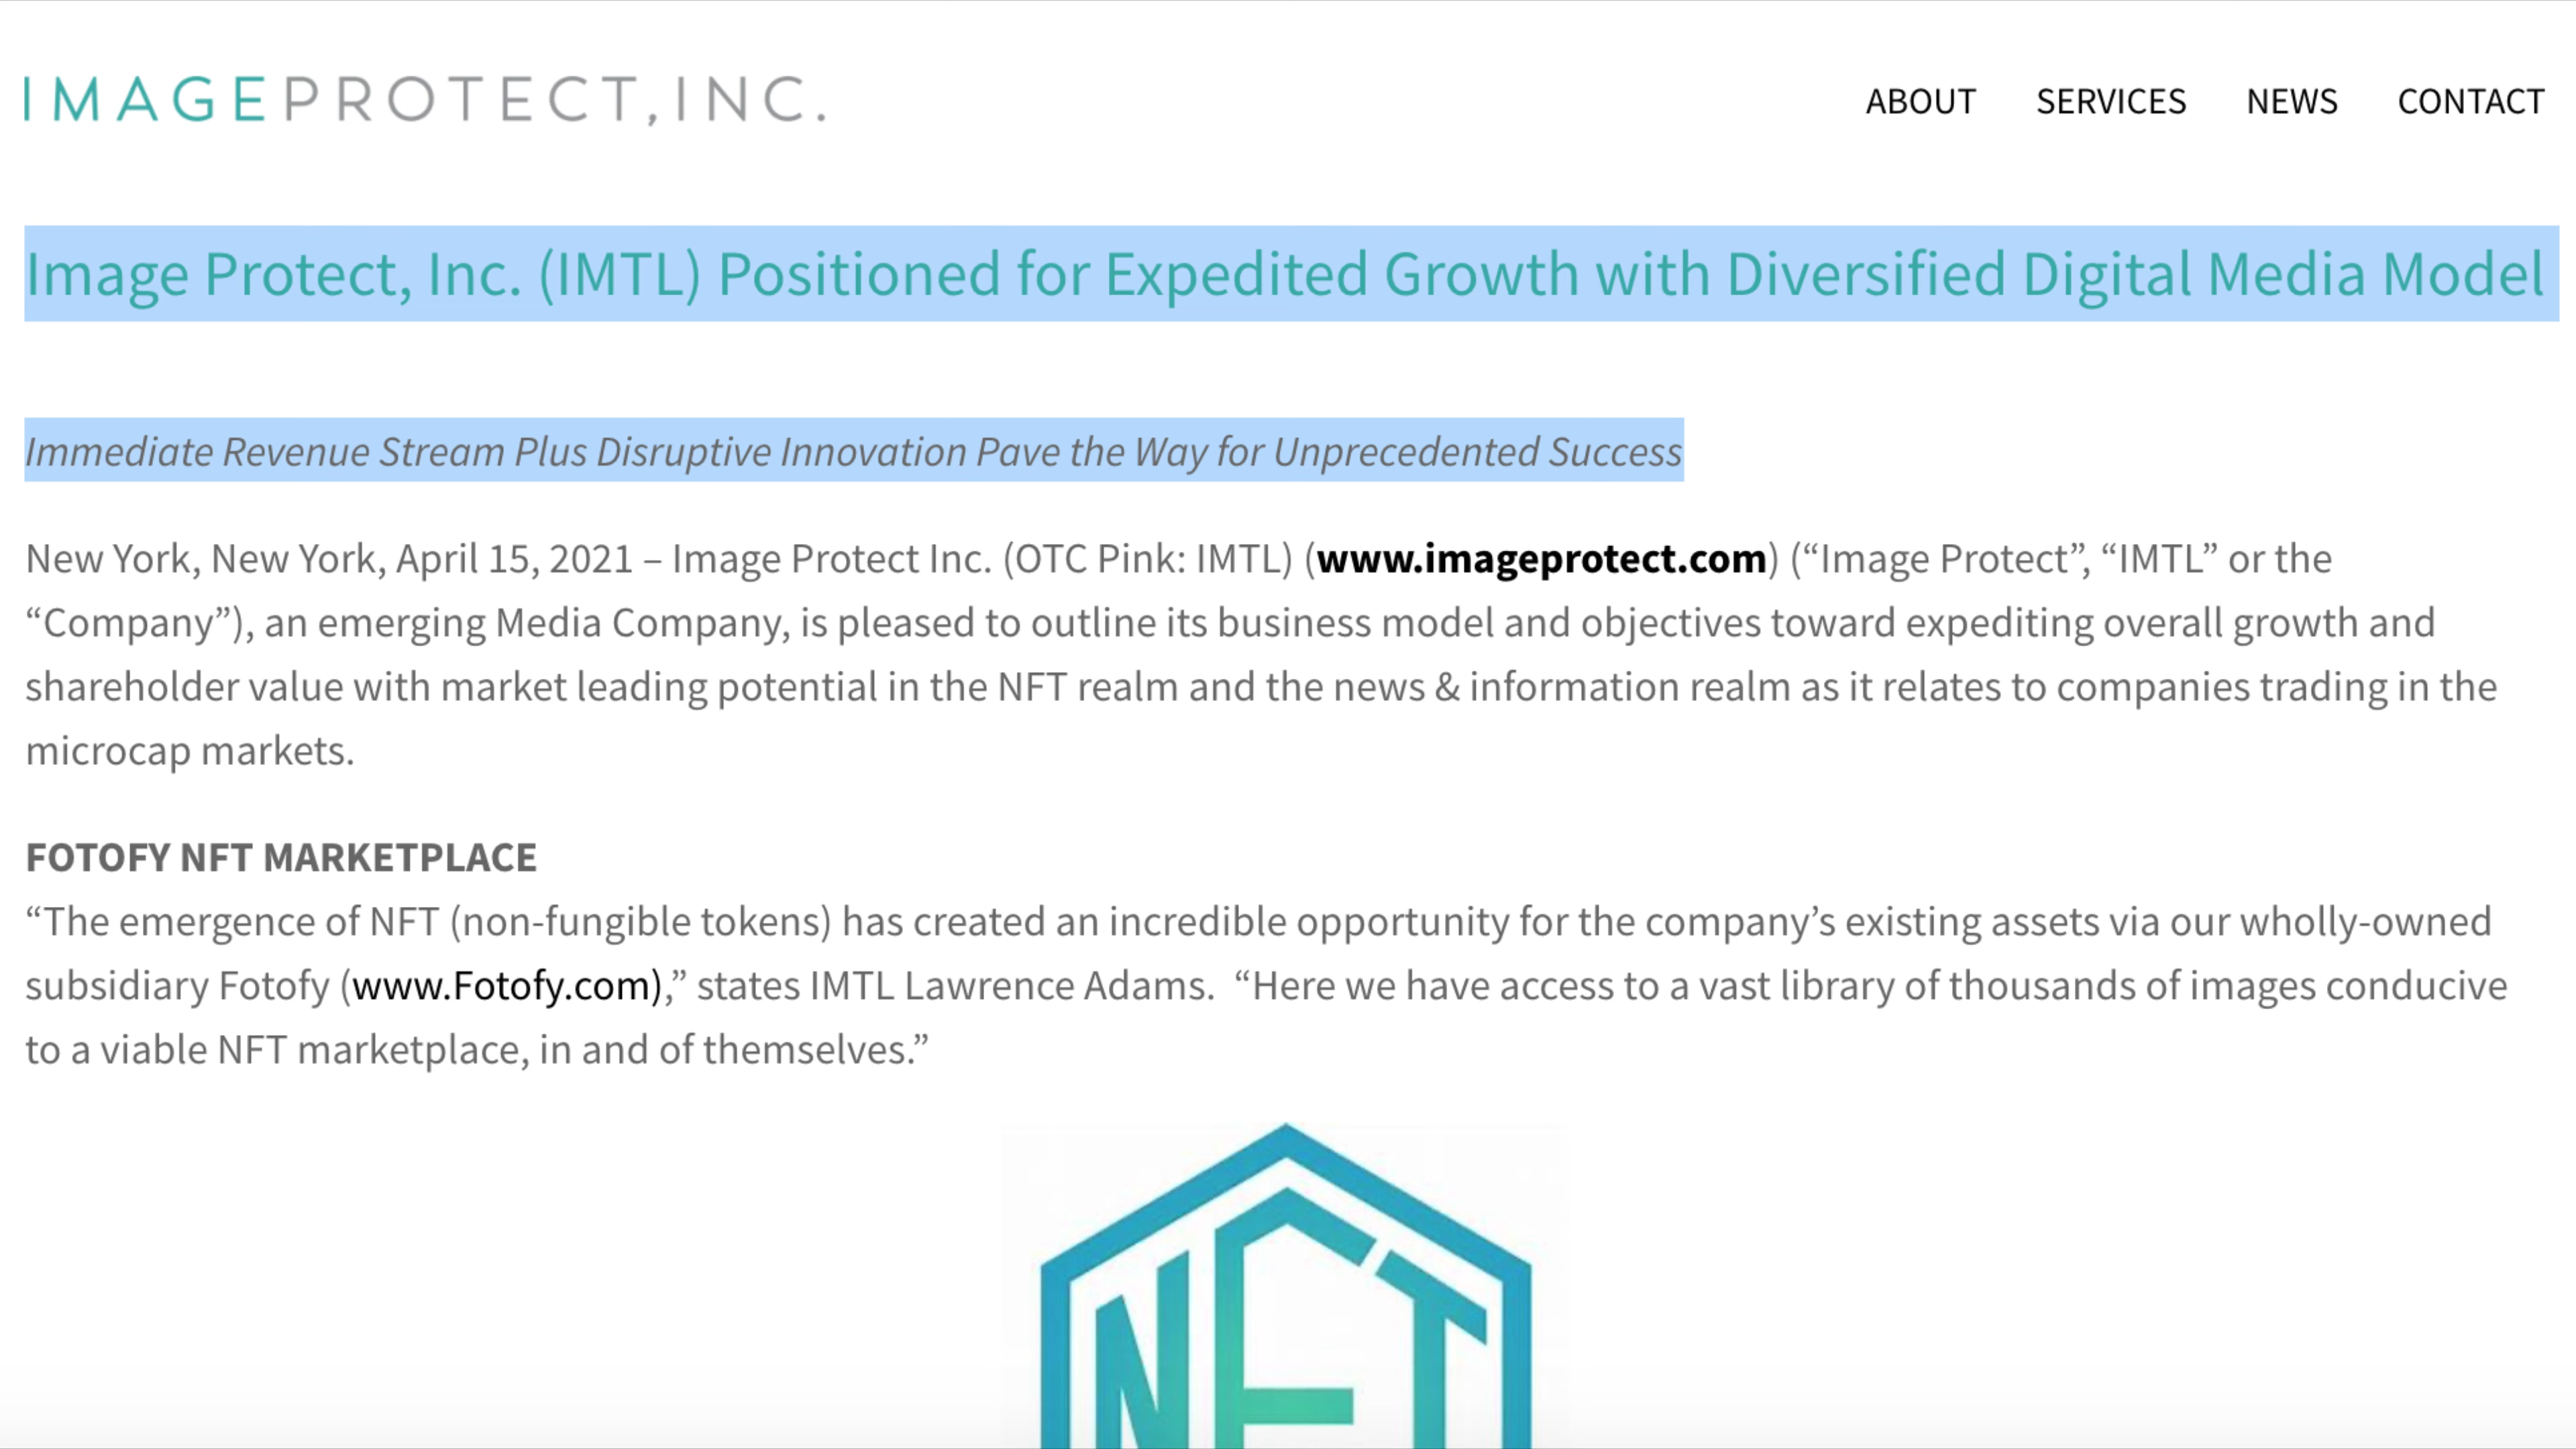 IMAGEPROTECT,INC.
ABOUT SERVICES NEWS CONTACT
Image Protect, Inc. (IMTL) Positioned for Expedited Growth with Diversified Digital Media Model
Immediate Revenue Stream Plus Disruptive Innovation Pave the Way for Unprecedented Success
New York, New York, April 15, 2021 – Image Protect Inc. (OTC Pink: IMTL) (www.imageprotect.com) (“Image Protect”, “IMTL” or the
“Company”), an emerging Media Company, is pleased to outline its business model and objectives toward expediting overall growth and
shareholder value with market leading potential in the NFT realm and the news & information realm as it relates to companies trading in the
microcap markets.
FOTOFY NFT MARKETPLACE
“The emergence of NFT (non-fungible tokens) has created an incredible opportunity for the company’s existing assets via our wholly-owned
subsidiary Fotofy (www.Fotofy.com),” states IMTL Lawrence Adams.  “Here we have access to a vast library of thousands of images conducive
to a viable NFT marketplace, in and of themselves.”
NFT